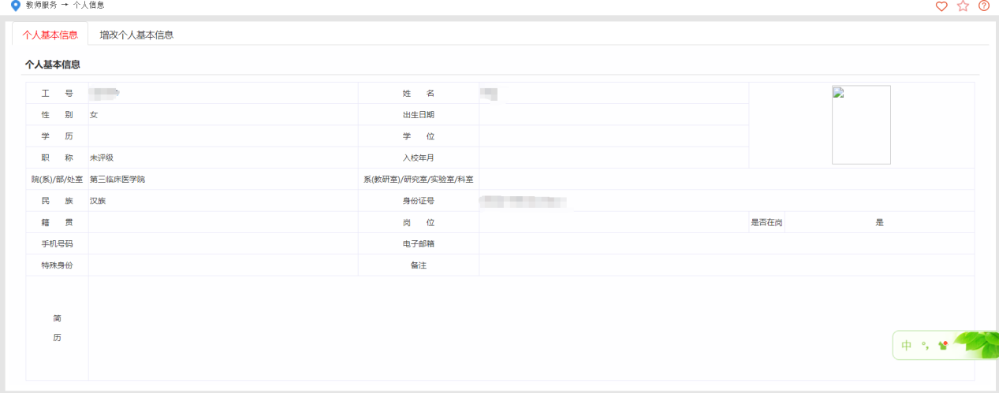 教师服务 → 个人信息
个人基本信息 增改个人基本信息
个人基本信息
工 号 姓 名
性 别 女 出生日期
学 历 学 位
职 称 未评级 入校年月
院(系)/部/处室 第三临床医学院 系(教研室)/研究室/实验室/科室
民 族 汉族 身份证号
籍 贯 岗 位 是否在岗 是
手机号码 电子邮箱
特殊身份 备注
简
历
中 °，